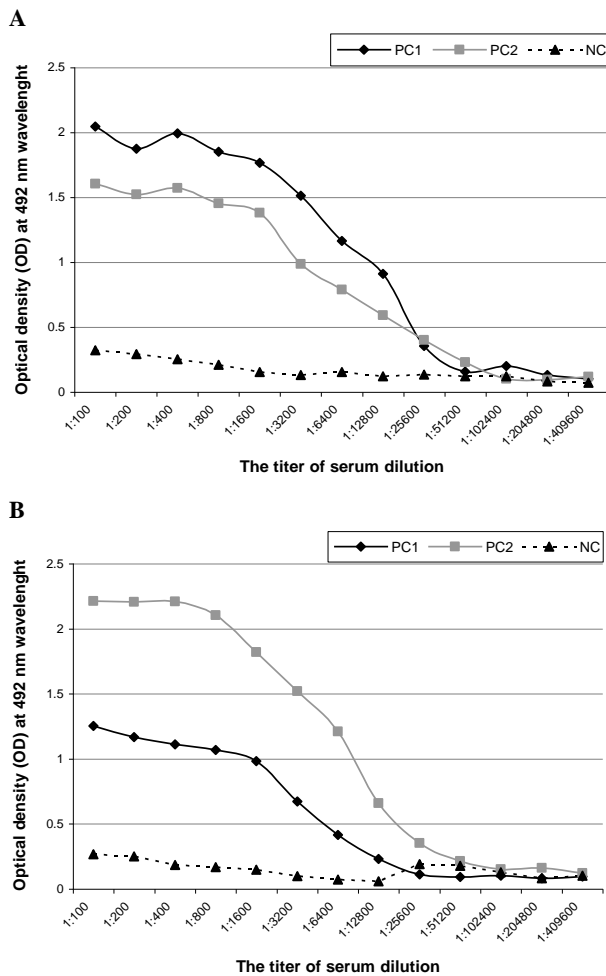 A
PC1 PC2 NC
Optical density (OD) at 492 nm wavelenght
2.5
2
1.5
1
0.5
0
1:100 1:200 1:400 1:800 1:1600 1:3200 1:6400 1:12800 1:25600 1:51200 1:102400 1:204800 1:409600
The titer of serum dilution
B
PC1 PC2 NC
Optical density (OD) at 492 nm wavelenght
2.5
2
1.5
1
0.5
0
1:100 1:200 1:400 1:800 1:1600 1:3200 1:6400 1:12800 1:25600 1:51200 1:102400 1:204800 1:409600
The titer of serum dilution